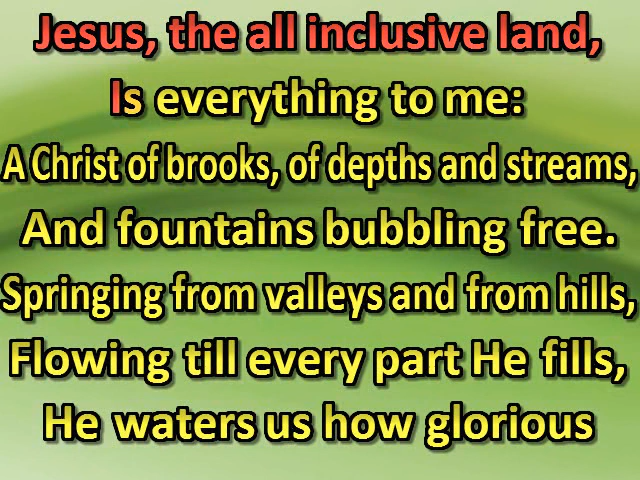 Jesus, the all inclusive land,
Is everything to me:
A Christ of brooks, of depths and streams,
And fountains bubbling free.
Springing from valleys and from hills,
Flowing till every part He fills,
He waters us how glorious